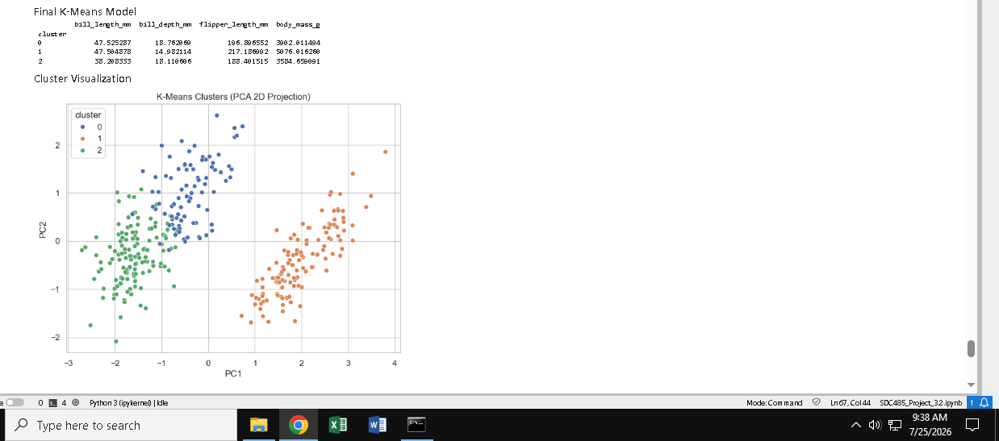 Final K-Means Model
bill_length_mm bill_depth_mm flipper_length_mm body_mass_g
cluster
0 47.525287 18.762069 196.896552 3902.011494
1 47.504878 14.982114 217.186992 5076.016260
2 38.208333 18.110606 188.401515 3584.659091
Cluster Visualization
K-Means Clusters (PCA 2D Projection)
cluster
0
1
2
2
1
0
−1
−2
PC2
−3 −2 −1 0 1 2 3 4
PC1
e 0 4 Python 3 (ipykernel) | Idle Mode: Command Ln 67, Col 44 SDC485_Project_32.ipynb 1
Type here to search
9:38 AM
7/25/2026